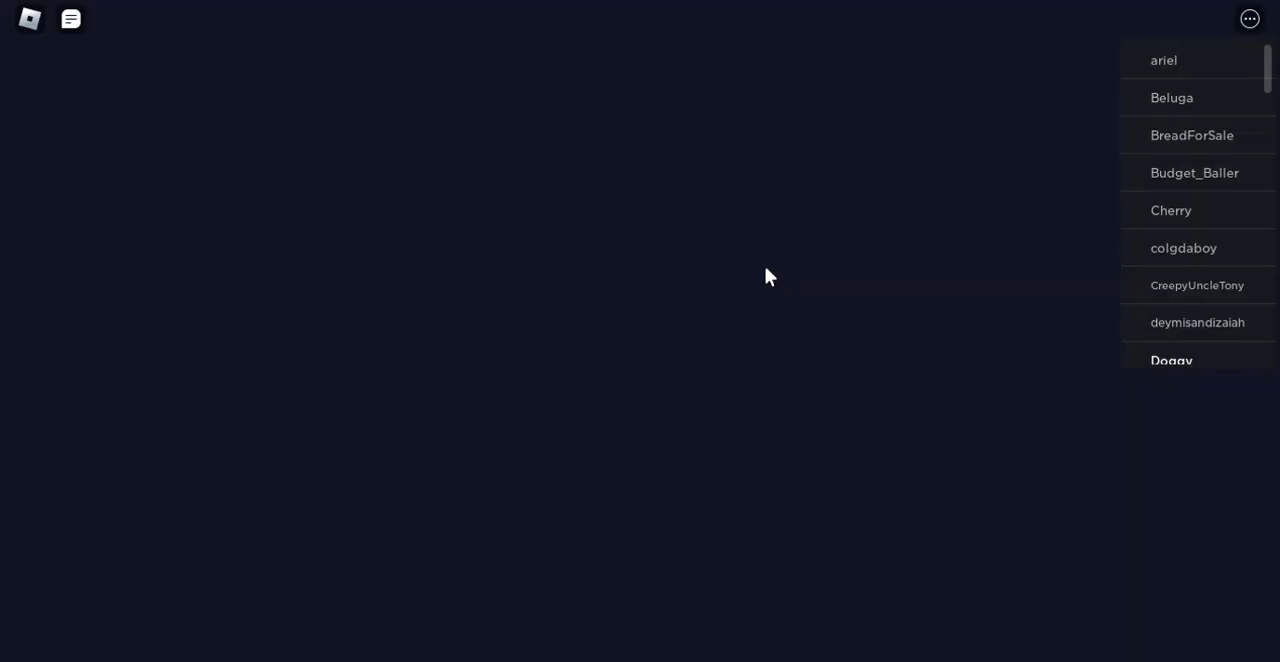 ariel
Beluga
BreadForSale
Budget_Baller
Cherry
colgdaboy
CreepyUncleTony
deymisandizaiah
Doggy